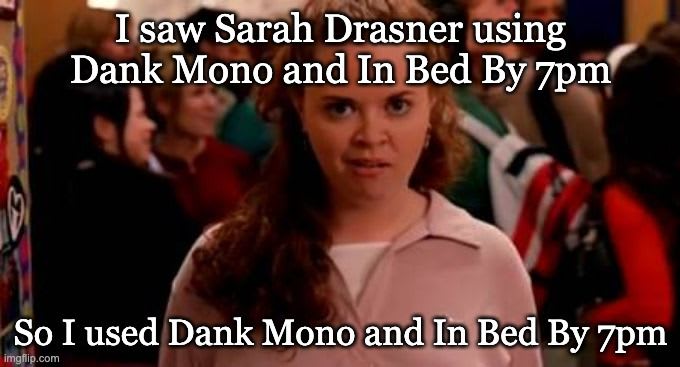 I saw Sarah Drasner using
Dank Mono and In Bed By 7pm
So I used Dank Mono and In Bed By 7pm
imgflip.com